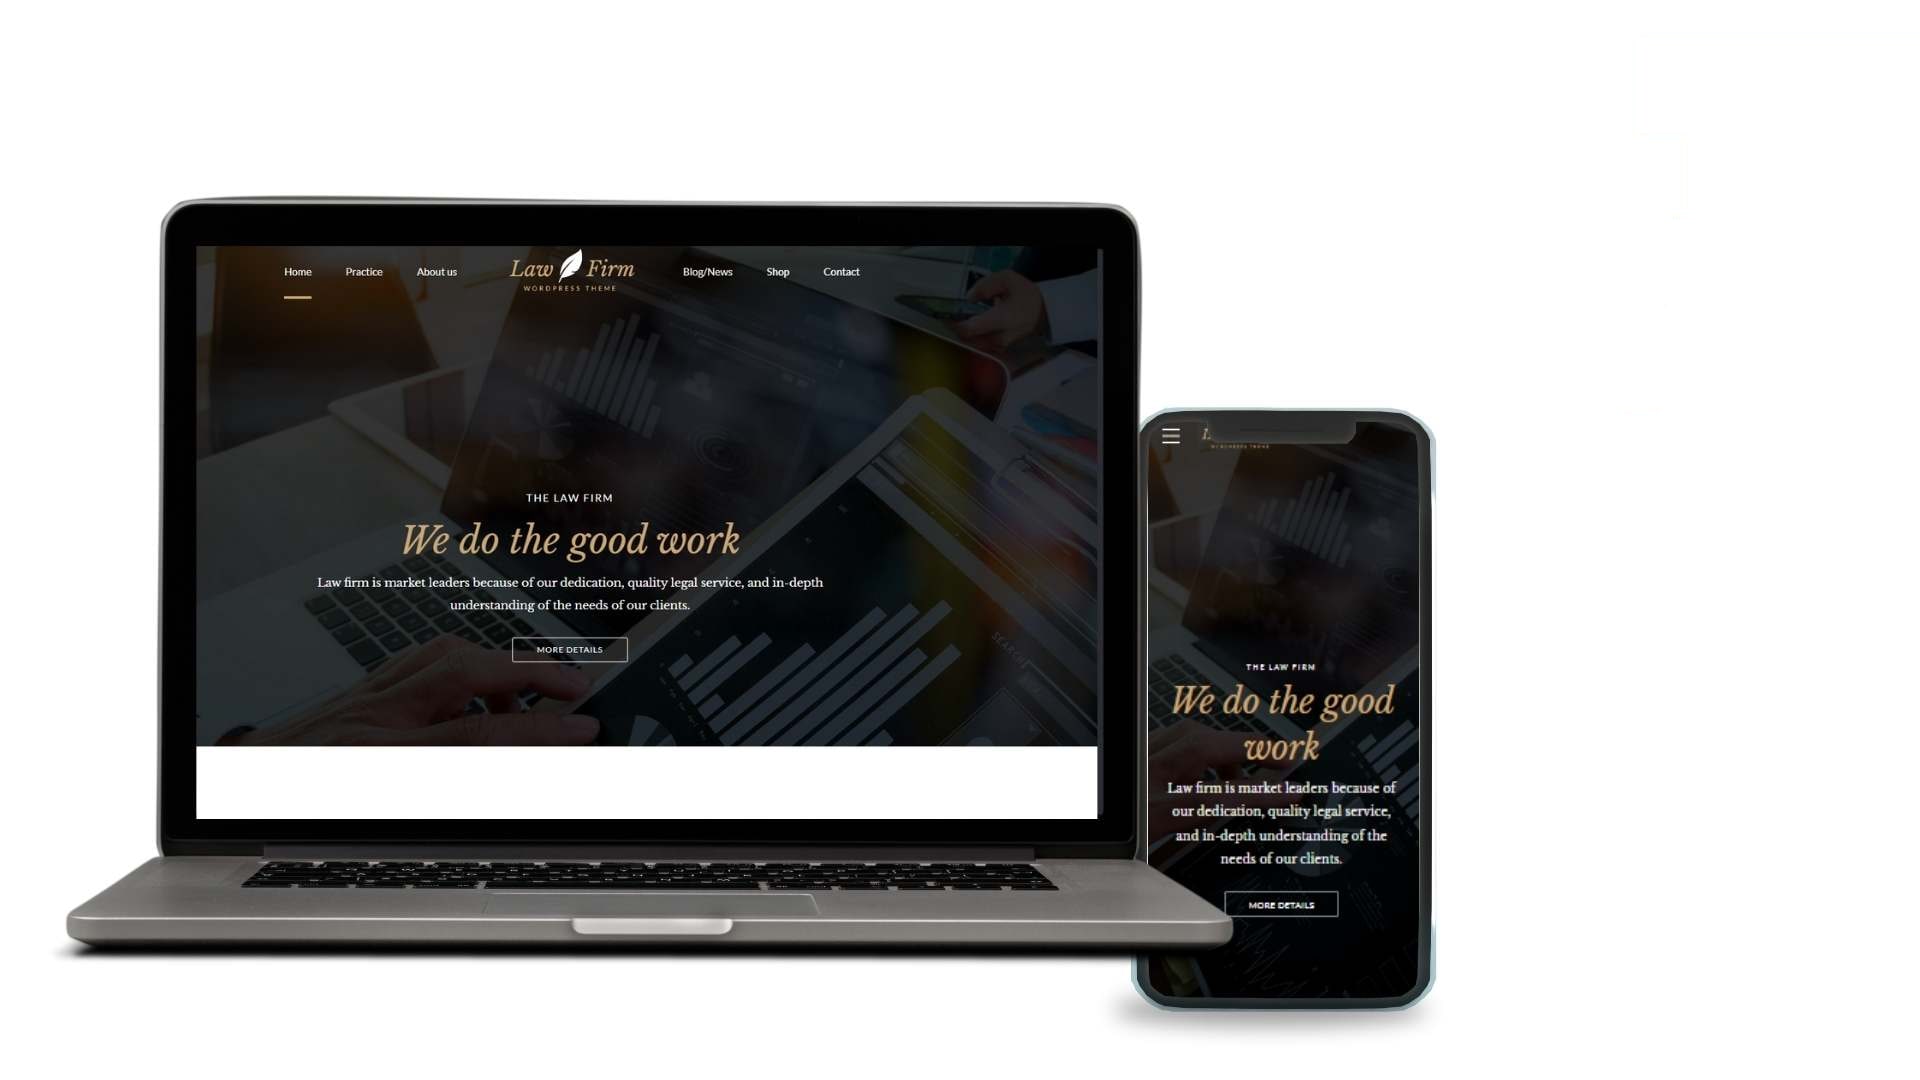 Home Practice About us Law Firm Blog/News Shop Contact
WORDPRESS THEME
THE LAW FIRM
We do the good work
Law firm is market leaders because of our dedication, quality legal service, and in-depth
understanding of the needs of our clients.
MORE DETAILS
SEARCH
WORDPRESS THEME
THE LAW FIRM
We do the good
work
Law firm is market leaders because of
our dedication, quality legal service,
and in-depth understanding of the
needs of our clients.
MORE DETAILS